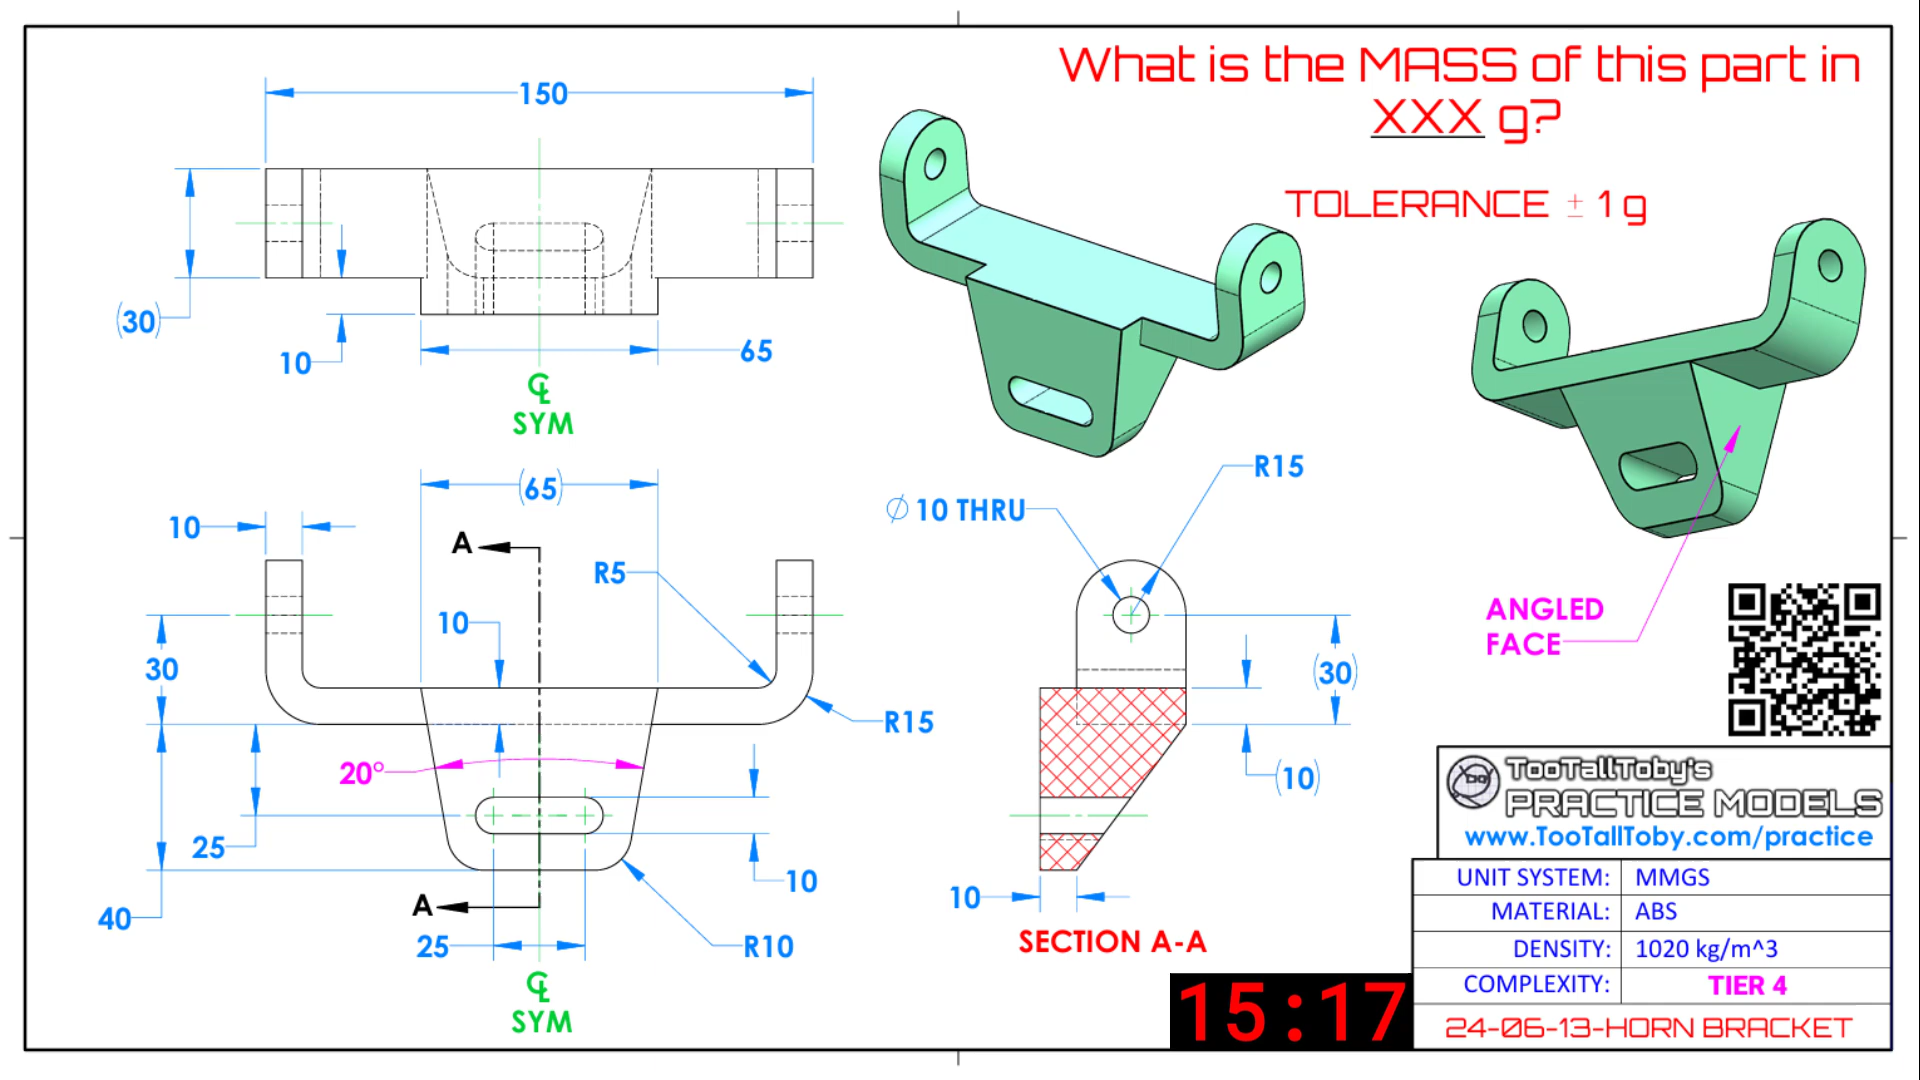 What is the MASS of this part in
XXX g?
TOLERANCE ± 1 g
150
(30)
10
65
℄
SYM
(65)
10
A
R5
10
30
R15
20°
25
10
40
A
25
R10
℄
SYM
R15
∅ 10 THRU
(30)
(10)
10
SECTION A-A
ANGLED
FACE
TooTallToby's
PRACTICE MODELS
www.TooTallToby.com/practice
UNIT SYSTEM: MMGS
MATERIAL: ABS
DENSITY: 1020 kg/m^3
COMPLEXITY: TIER 4
24-06-13-HORN BRACKET
15:17